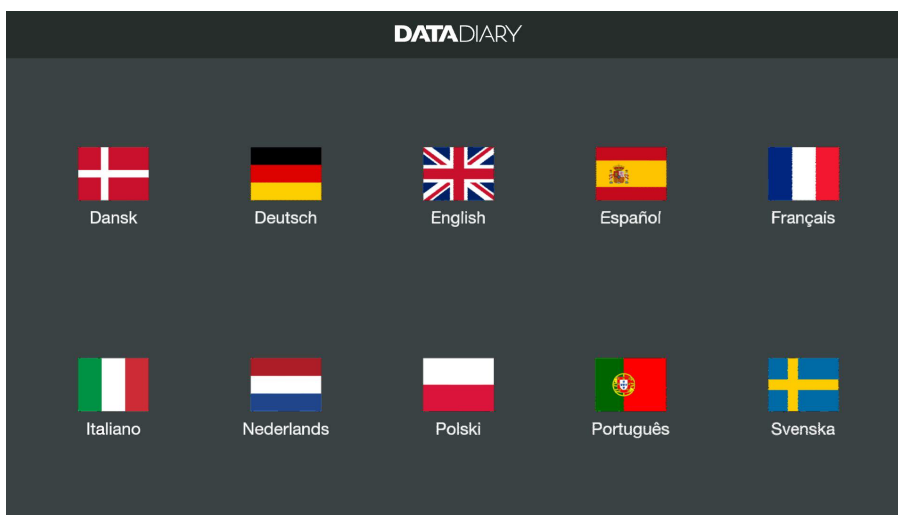 DATADIARY
Dansk
Deutsch
English
Español
Français
Italiano
Nederlands
Polski
Português
Svenska